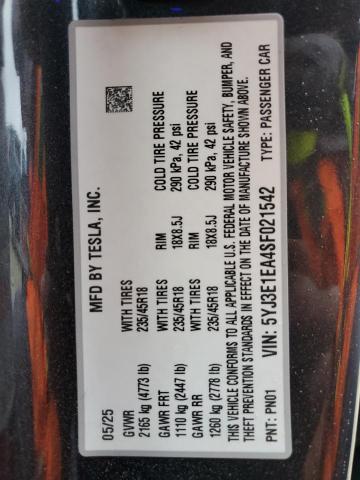 MFD BY TESLA, INC.
05/25
GVWR WITH TIRES
2165 kg (4773 lb) 235/45R18
GAWR FRT WITH TIRES RIM COLD TIRE PRESSURE
1110 kg (2447 lb) 235/45R18 18X8.5J 290 kPa, 42 psi
GAWR RR WITH TIRES RIM COLD TIRE PRESSURE
1260 kg (2778 lb) 235/45R18 18X8.5J 290 kPa, 42 psi
THIS VEHICLE CONFORMS TO ALL APPLICABLE U.S. FEDERAL MOTOR VEHICLE SAFETY, BUMPER, AND
THEFT PREVENTION STANDARDS IN EFFECT ON THE DATE OF MANUFACTURE SHOWN ABOVE.
PNT: PN01 VIN: 5YJ3E1EA4SF021542 TYPE: PASSENGER CAR